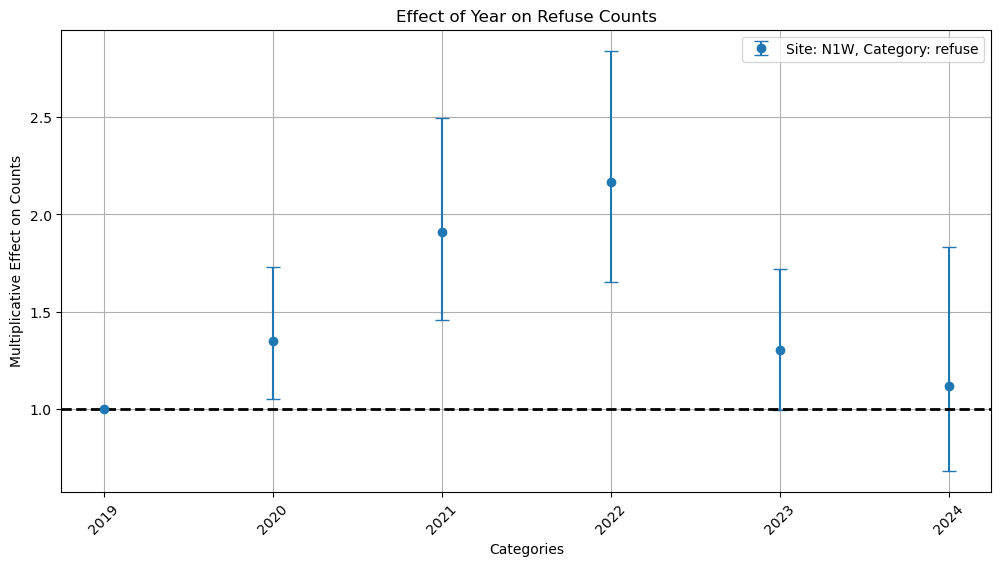 Effect of Year on Refuse Counts
Site: N1W, Category: refuse
Multiplicative Effect on Counts
2.5
2.0
1.5
1.0
2019
2020
2021
2022
2023
2024
Categories